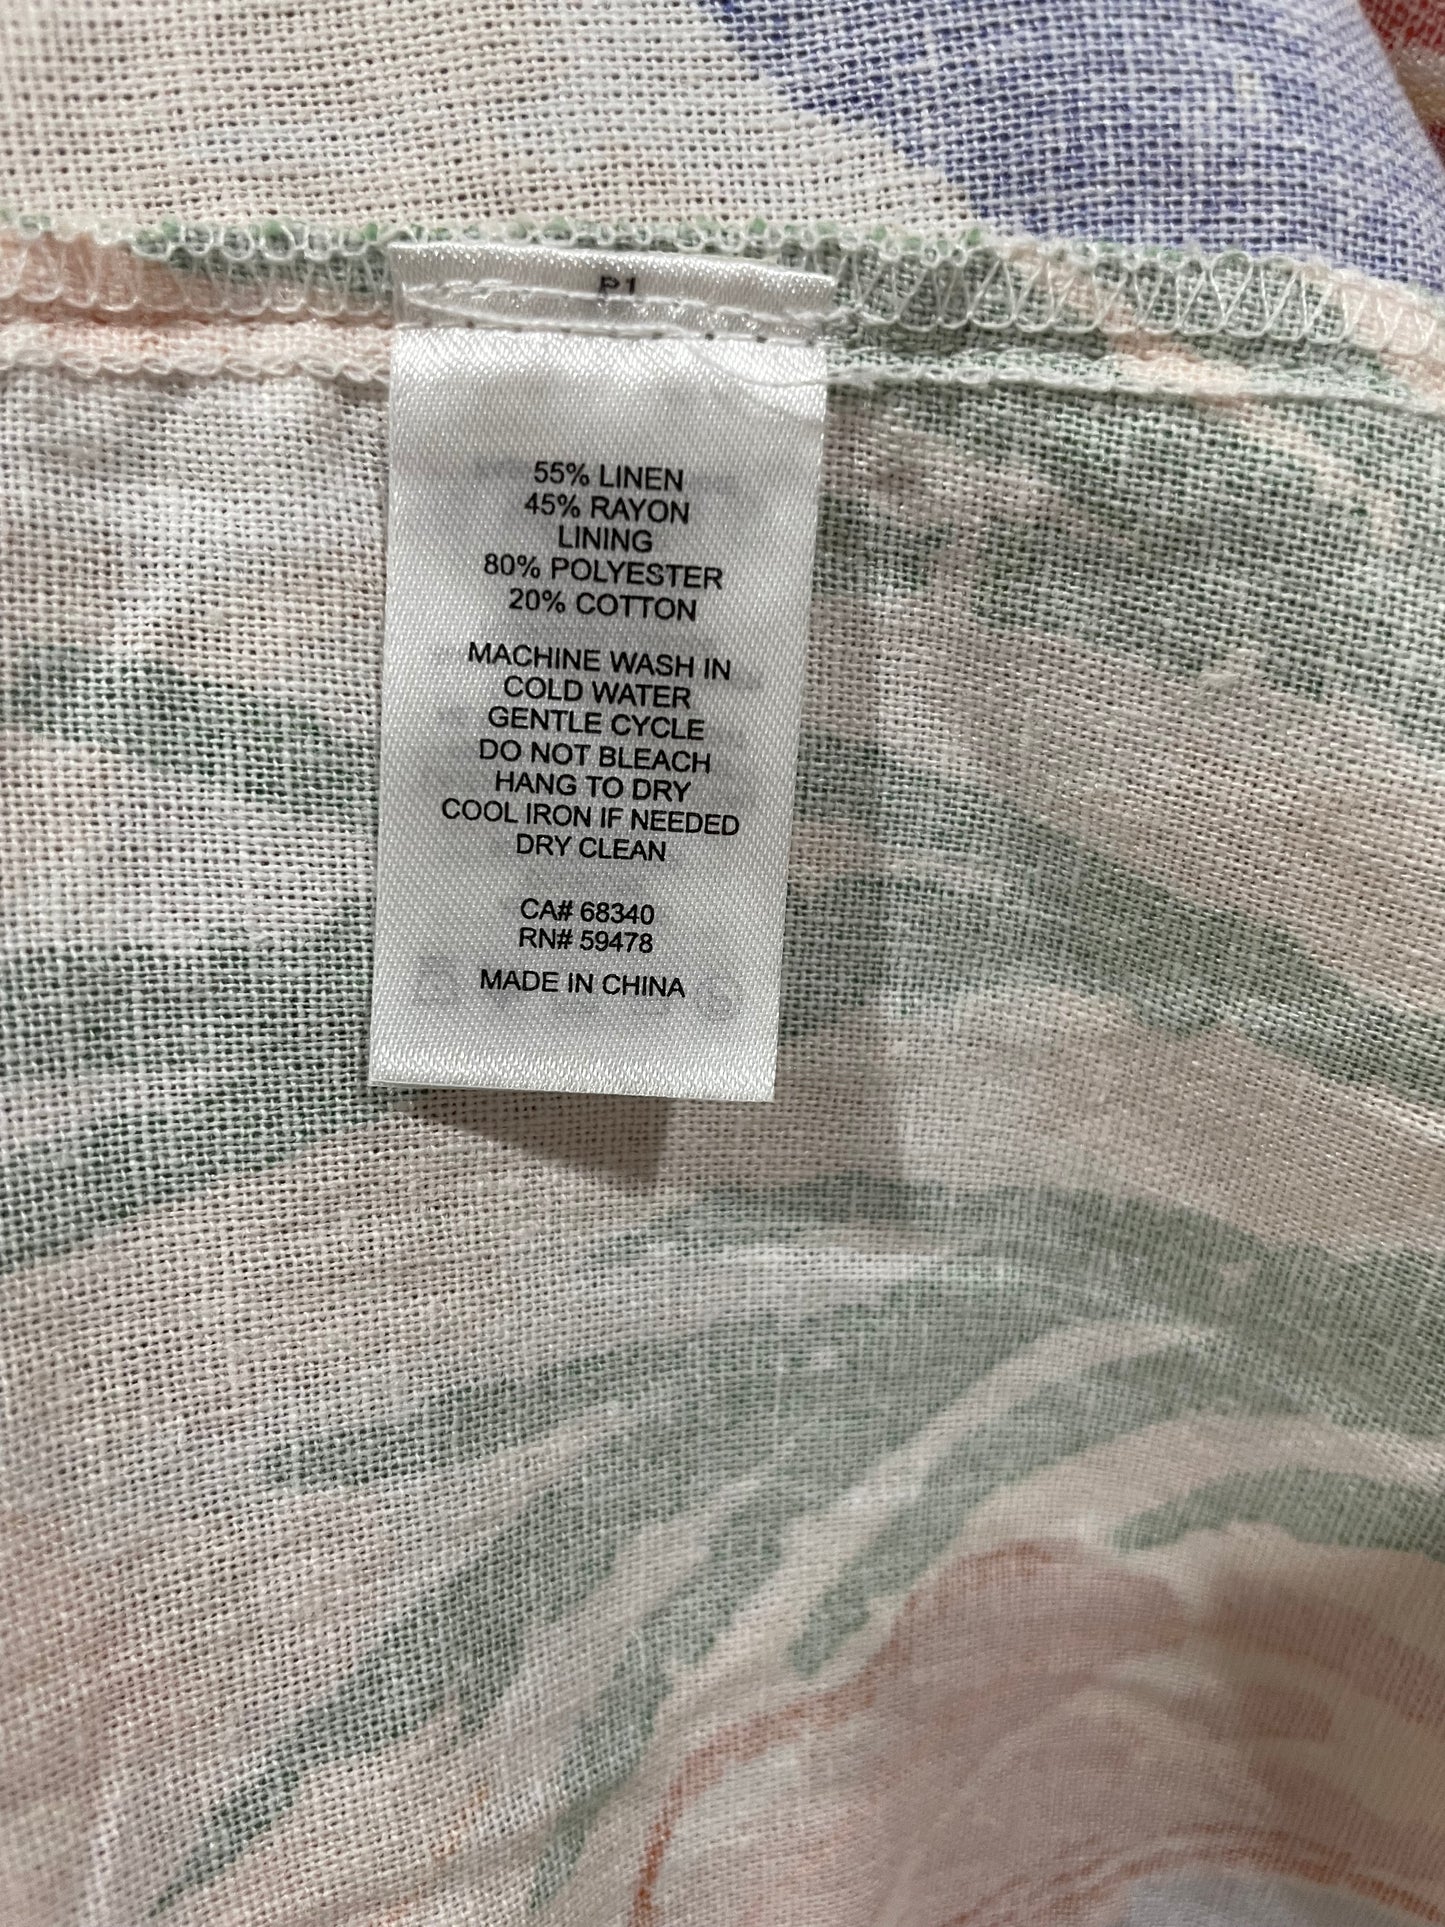 P1
55% LINEN
45% RAYON
LINING
80% POLYESTER
20% COTTON
MACHINE WASH IN
COLD WATER
GENTLE CYCLE
DO NOT BLEACH
HANG TO DRY
COOL IRON IF NEEDED
DRY CLEAN
CA# 68340
RN# 59478
MADE IN CHINA